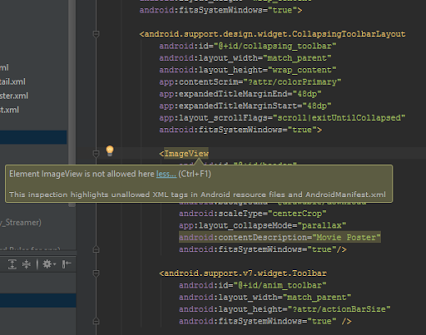 android:fitsSystemWindows="true">
<android.support.design.widget.CollapsingToolbarLayout
android:id="@+id/collapsing_toolbar"
android:layout_width="match_parent"
android:layout_height="wrap_content"
app:contentScrim="?attr/colorPrimary"
app:expandedTitleMarginEnd="48dp"
app:expandedTitleMarginStart="48dp"
app:layout_scrollFlags="scroll|exitUntilCollapsed"
android:fitsSystemWindows="true">
.xml
tail.xml
ster.xml
st.xml
<ImageView
Element ImageView is not allowed here less... (Ctrl+F1)
This inspection highlights unallowed XML tags in Android resource files and AndroidManifest.xml
y_Streamer)
android:scaleType="centerCrop"
app:layout_collapseMode="parallax"
android:contentDescription="Movie Poster"
android:fitsSystemWindows="true"/>
<android.support.v7.widget.Toolbar
android:id="@+id/anim_toolbar"
android:layout_width="match_parent"
android:layout_height="?attr/actionBarSize"
android:fitsSystemWindows="true" />